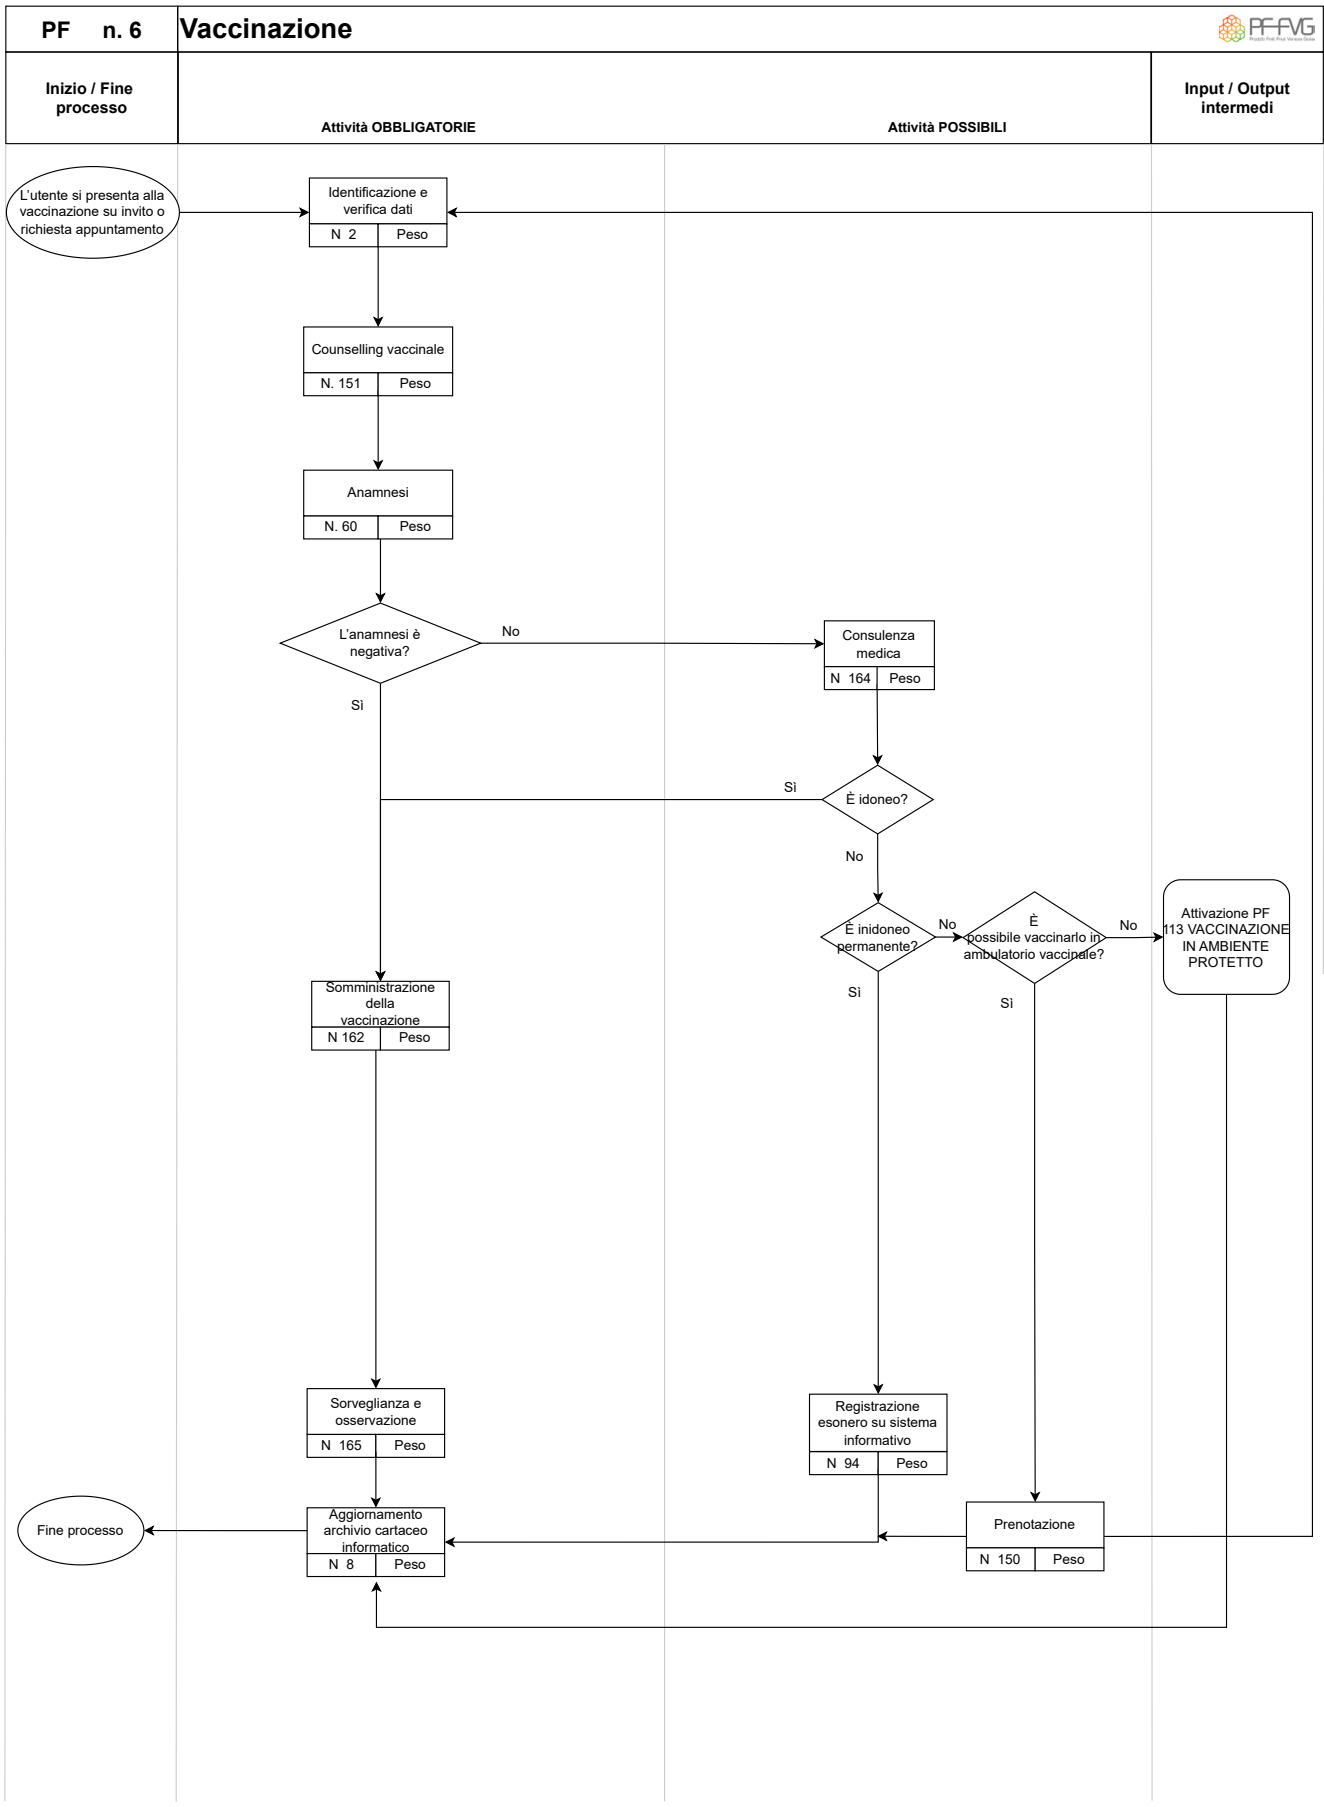 PF n. 6
Vaccinazione
PF-FVG
Inizio / Fine
processo
Attività OBBLIGATORIE
Attività POSSIBILI
Input / Output
intermedi
L'utente si presenta alla
vaccinazione su invito o
richiesta appuntamento
Identificazione e
verifica dati
N 2 Peso
Counselling vaccinale
N. 151 Peso
Anamnesi
N. 60 Peso
L'anamnesi è
negativa?
No
Sì
Consulenza
medica
N 164 Peso
È idoneo?
Sì
No
È inidoneo
permanente?
No
Sì
È
possibile vaccinarlo in
ambulatorio vaccinale?
No
Sì
Attivazione PF
113 VACCINAZIONE
IN AMBIENTE
PROTETTO
Somministrazione
della
vaccinazione
N 162 Peso
Sorveglianza e
osservazione
N 165 Peso
Registrazione
esonero su sistema
informativo
N 94 Peso
Prenotazione
N 150 Peso
Aggiornamento
archivio cartaceo
informatico
N 8 Peso
Fine processo